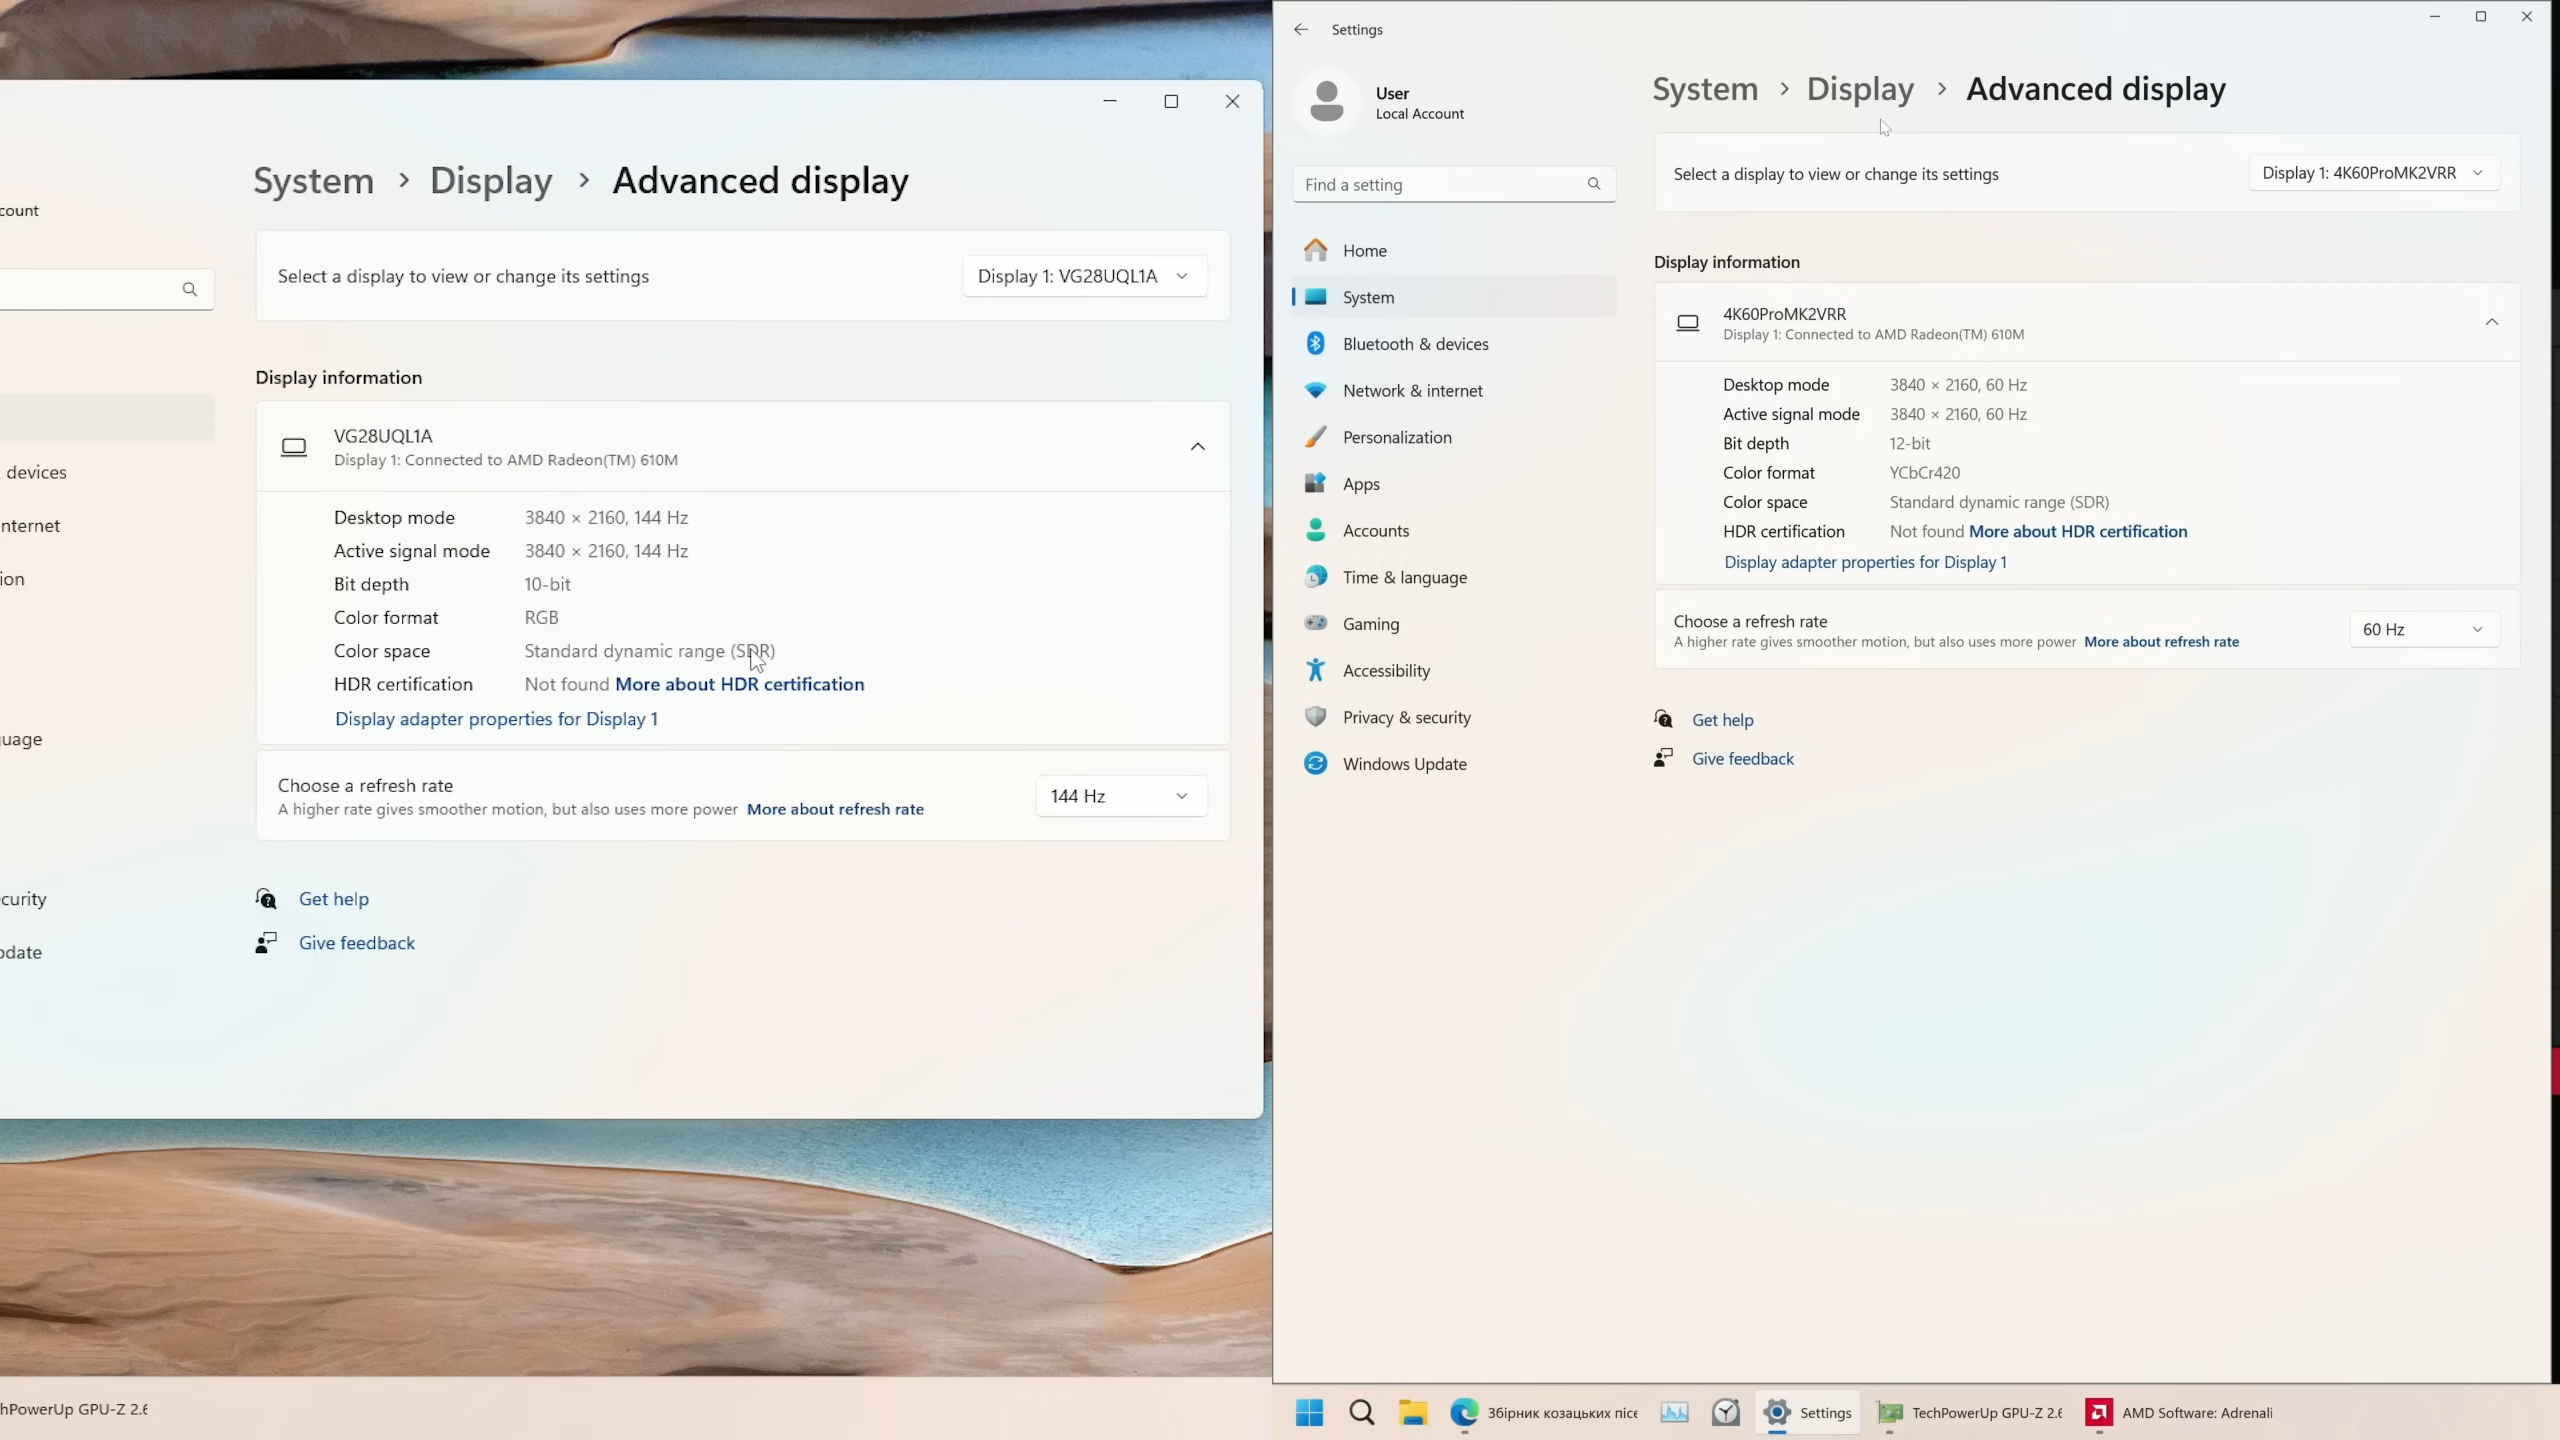 count
devices
nternet
ion
uage
curity
pdate
System > Display > Advanced display
Select a display to view or change its settings
Display 1: VG28UQL1A
Display information
VG28UQL1A
Display 1: Connected to AMD Radeon(TM) 610M
Desktop mode 3840 × 2160, 144 Hz
Active signal mode 3840 × 2160, 144 Hz
Bit depth 10-bit
Color format RGB
Color space Standard dynamic range (SDR)
HDR certification Not found More about HDR certification
Display adapter properties for Display 1
Choose a refresh rate
A higher rate gives smoother motion, but also uses more power More about refresh rate
144 Hz
Get help
Give feedback
hPowerUp GPU-Z 2.6
Settings
User
Local Account
Find a setting
Home
System
Bluetooth & devices
Network & internet
Personalization
Apps
Accounts
Time & language
Gaming
Accessibility
Privacy & security
Windows Update
System > Display > Advanced display
Select a display to view or change its settings
Display 1: 4K60ProMK2VRR
Display information
4K60ProMK2VRR
Display 1: Connected to AMD Radeon(TM) 610M
Desktop mode 3840 × 2160, 60 Hz
Active signal mode 3840 × 2160, 60 Hz
Bit depth 12-bit
Color format YCbCr420
Color space Standard dynamic range (SDR)
HDR certification Not found More about HDR certification
Display adapter properties for Display 1
Choose a refresh rate
A higher rate gives smoother motion, but also uses more power More about refresh rate
60 Hz
Get help
Give feedback
Збірник козацьких пісе
Settings
TechPowerUp GPU-Z 2.6
AMD Software: Adrenali